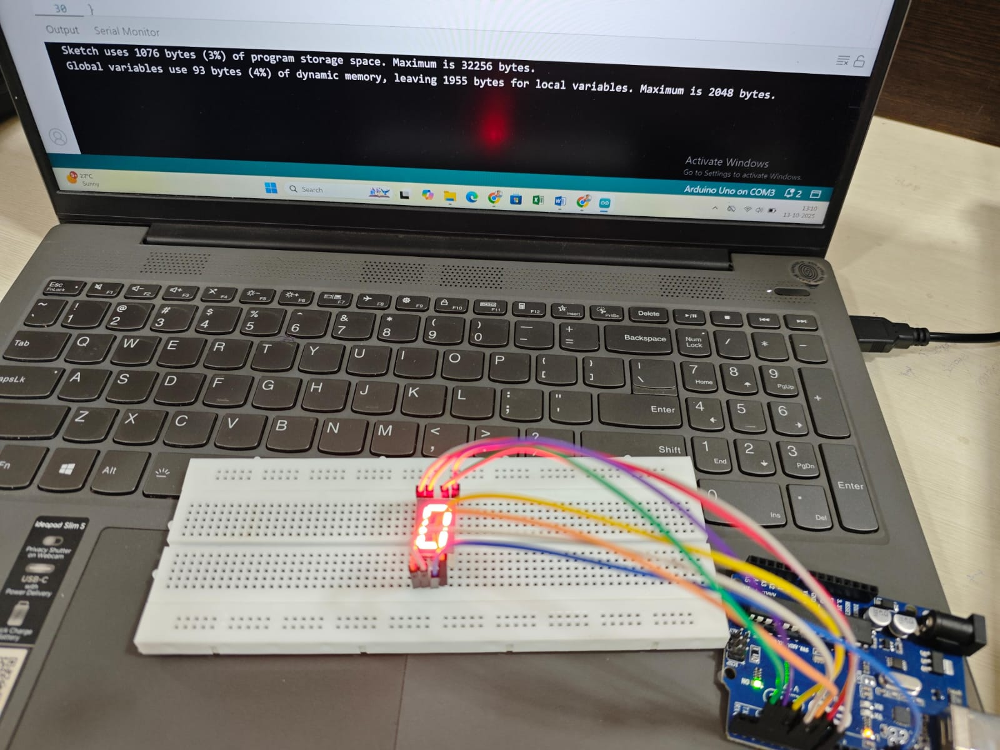 30 }
Output Serial Monitor
Sketch uses 1076 bytes (3%) of program storage space. Maximum is 32256 bytes.
Global variables use 93 bytes (4%) of dynamic memory, leaving 1955 bytes for local variables. Maximum is 2048 bytes.
Activate Windows
Go to Settings to activate Windows.
Arduino Uno on COM3 2
9+ 27°C
Sunny
Search
13:10
13-10-2025
Esc F1 F2 F3 F4 F5 F6 F7 F8 F9 F10 F11 F12 Insert PrtSc Delete
FnLock
~ ! @ # $ % ^ & * ( ) — +
` 1 2 3 4 5 6 7 8 9 0 - = Backspace Num Lock / * -
Tab Q W E R T Y U I O P { [ } ] | \ 7 Home 8 9 PgUp
apsLk A S D F G H J K L : ; " ' Enter 4 5 6 +
Z X C V B N M < , > ? Shift 1 End 2 3 PgDn
Fn Alt 0 Ins . Del Enter
ideapad Slim 5
Privacy Shutter
on Webcam
USB-C
with
Power Delivery
Charge
0
ON